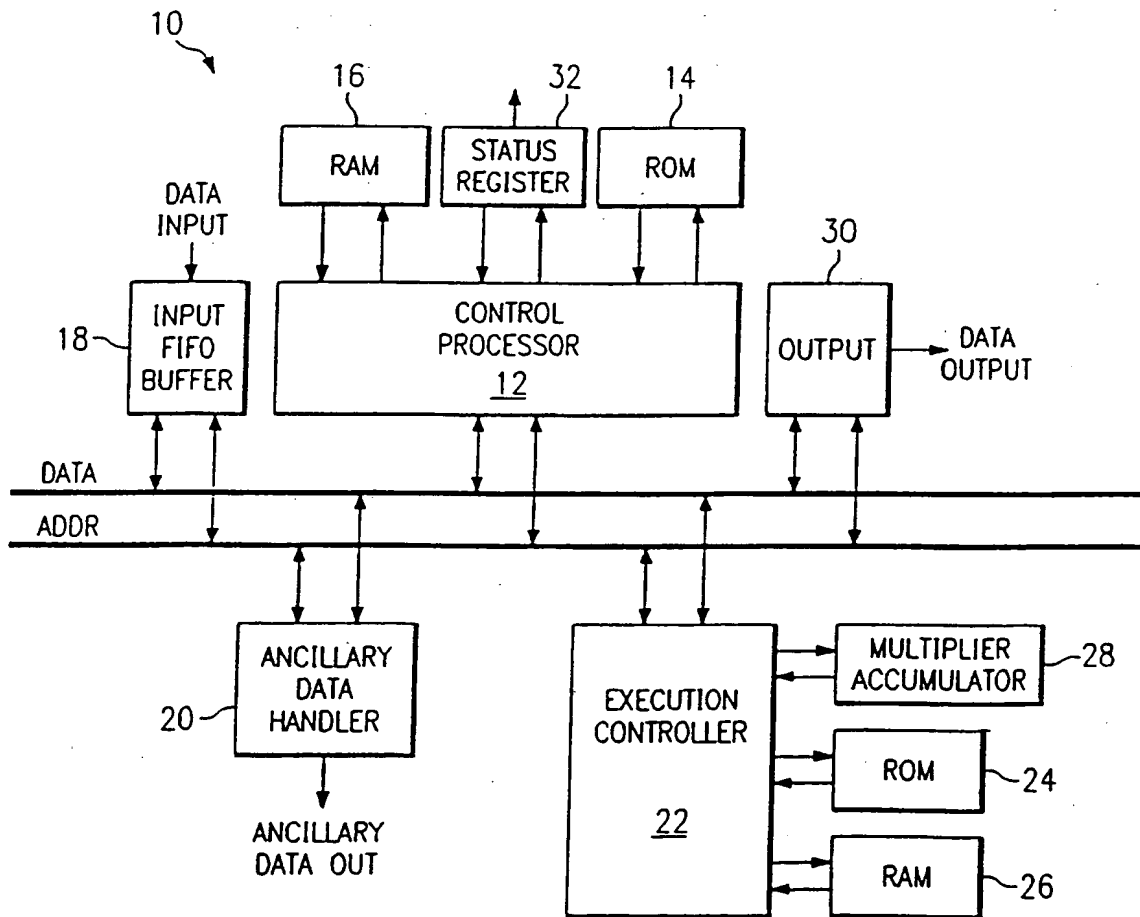 10
16
32
14
RAM
STATUS
REGISTER
ROM
DATA
INPUT
30
18
INPUT
FIFO
BUFFER
CONTROL
PROCESSOR
12
OUTPUT
DATA
OUTPUT
DATA
ADDR
20
ANCILLARY
DATA
HANDLER
EXECUTION
CONTROLLER
22
MULTIPLIER
ACCUMULATOR
28
ROM
24
RAM
26
ANCILLARY
DATA OUT